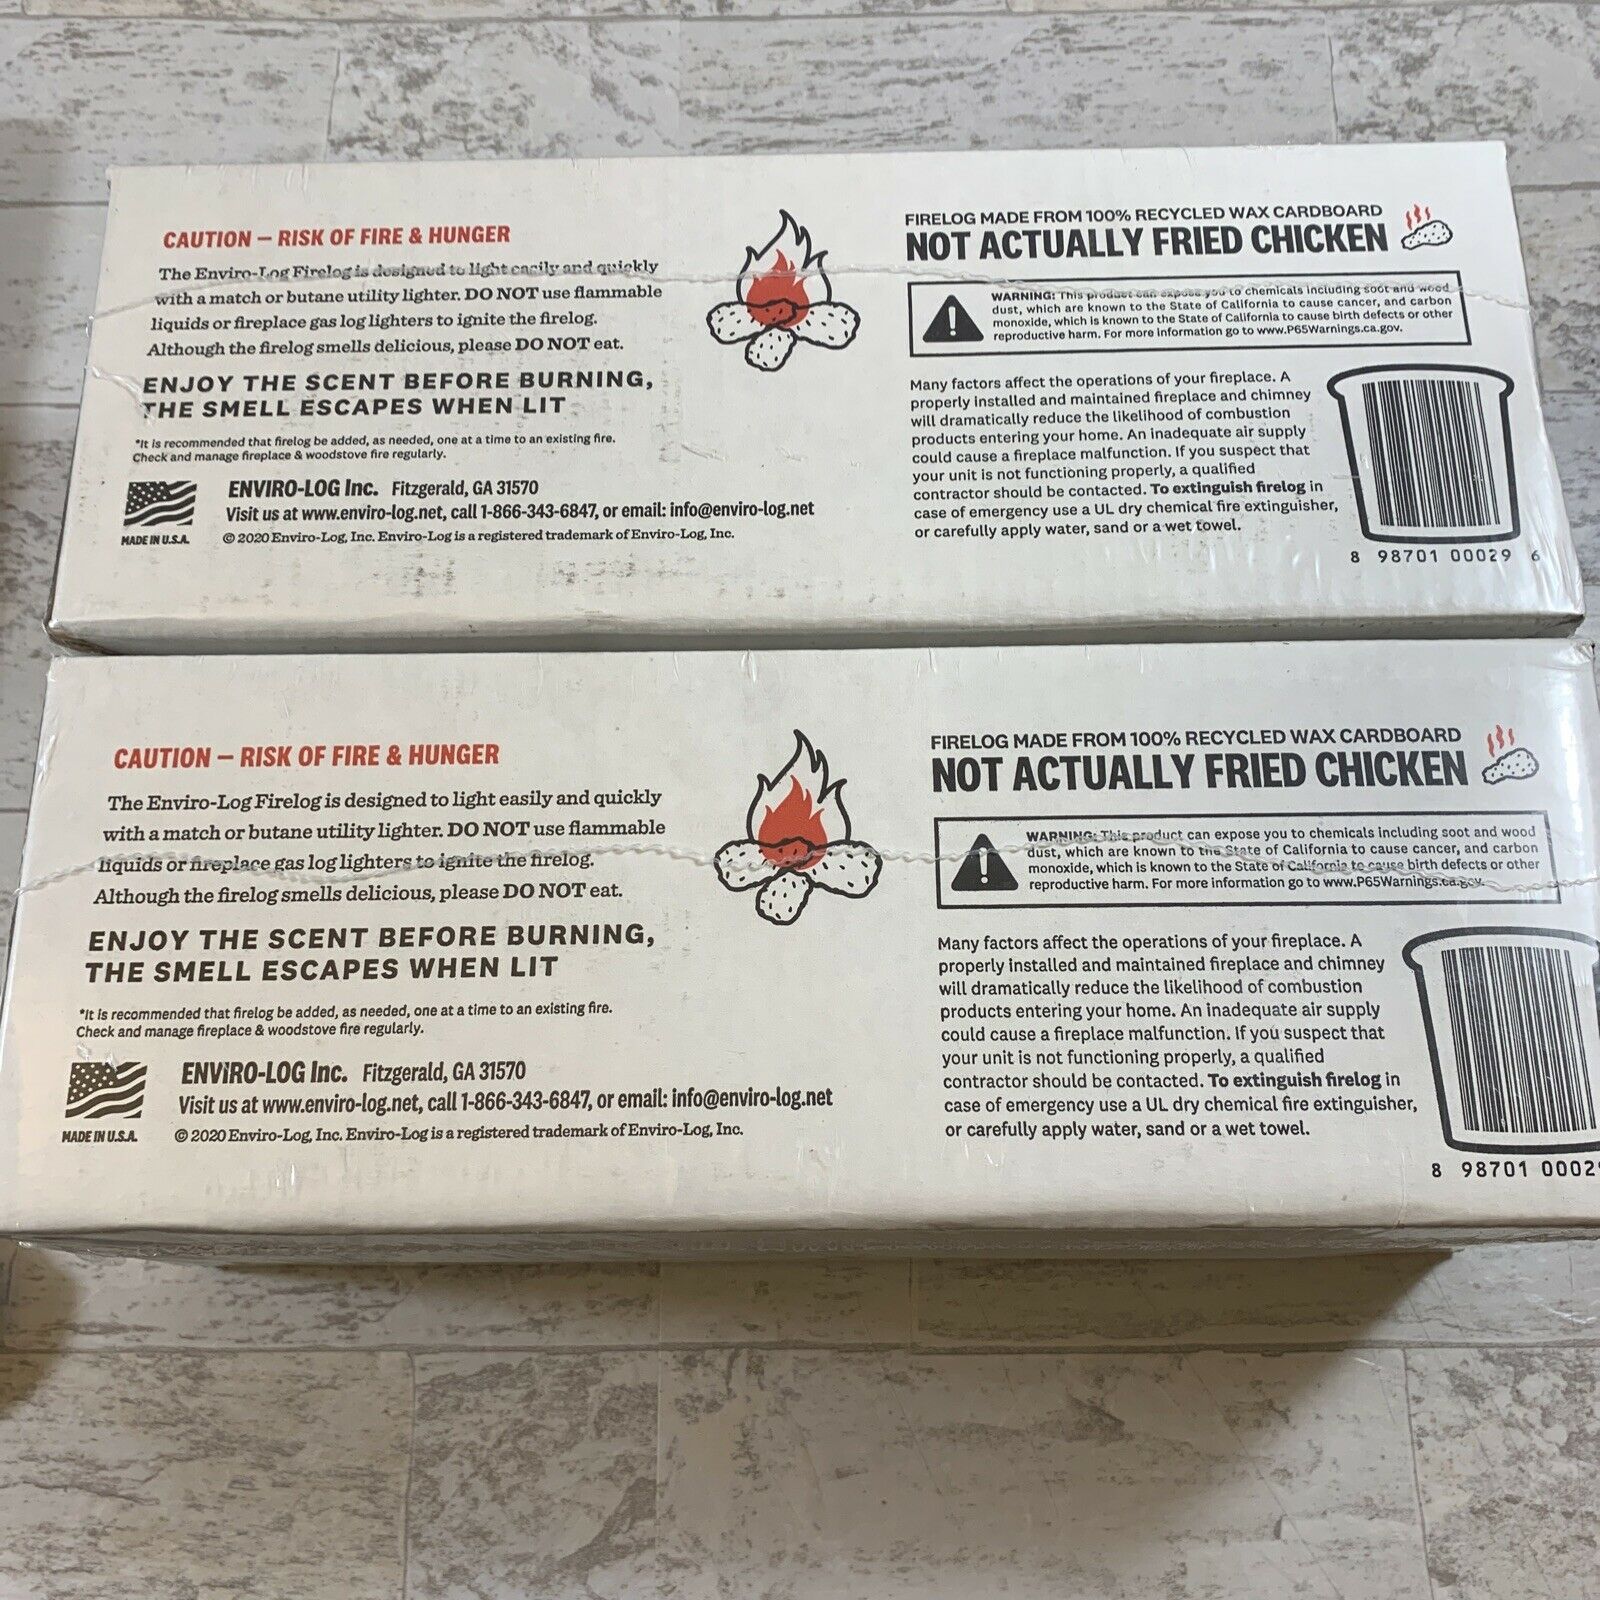 CAUTION – RISK OF FIRE & HUNGER
The Enviro-Log Firelog is designed to light easily and quickly
with a match or butane utility lighter. DO NOT use flammable
liquids or fireplace gas log lighters to ignite the firelog.
Although the firelog smells delicious, please DO NOT eat.
ENJOY THE SCENT BEFORE BURNING,
THE SMELL ESCAPES WHEN LIT
*It is recommended that firelog be added, as needed, one at a time to an existing fire.
Check and manage fireplace & woodstove fire regularly.
MADE IN U.S.A.
ENVIRO-LOG Inc. Fitzgerald, GA 31570
Visit us at www.enviro-log.net, call 1-866-343-6847, or email: info@enviro-log.net
© 2020 Enviro-Log, Inc. Enviro-Log is a registered trademark of Enviro-Log, Inc.
FIRELOG MADE FROM 100% RECYCLED WAX CARDBOARD
NOT ACTUALLY FRIED CHICKEN
WARNING: This product can expose you to chemicals including soot and wood
dust, which are known to the State of California to cause cancer, and carbon
monoxide, which is known to the State of California to cause birth defects or other
reproductive harm. For more information go to www.P65Warnings.ca.gov.
Many factors affect the operations of your fireplace. A
properly installed and maintained fireplace and chimney
will dramatically reduce the likelihood of combustion
products entering your home. An inadequate air supply
could cause a fireplace malfunction. If you suspect that
your unit is not functioning properly, a qualified
contractor should be contacted. To extinguish firelog in
case of emergency use a UL dry chemical fire extinguisher,
or carefully apply water, sand or a wet towel.
8 98701 00029 6
CAUTION – RISK OF FIRE & HUNGER
The Enviro-Log Firelog is designed to light easily and quickly
with a match or butane utility lighter. DO NOT use flammable
liquids or fireplace gas log lighters to ignite the firelog.
Although the firelog smells delicious, please DO NOT eat.
ENJOY THE SCENT BEFORE BURNING,
THE SMELL ESCAPES WHEN LIT
*It is recommended that firelog be added, as needed, one at a time to an existing fire.
Check and manage fireplace & woodstove fire regularly.
MADE IN U.S.A.
ENVIRO-LOG Inc. Fitzgerald, GA 31570
Visit us at www.enviro-log.net, call 1-866-343-6847, or email: info@enviro-log.net
© 2020 Enviro-Log, Inc. Enviro-Log is a registered trademark of Enviro-Log, Inc.
FIRELOG MADE FROM 100% RECYCLED WAX CARDBOARD
NOT ACTUALLY FRIED CHICKEN
WARNING: This product can expose you to chemicals including soot and wood
dust, which are known to the State of California to cause cancer, and carbon
monoxide, which is known to the State of California to cause birth defects or other
reproductive harm. For more information go to www.P65Warnings.ca.gov.
Many factors affect the operations of your fireplace. A
properly installed and maintained fireplace and chimney
will dramatically reduce the likelihood of combustion
products entering your home. An inadequate air supply
could cause a fireplace malfunction. If you suspect that
your unit is not functioning properly, a qualified
contractor should be contacted. To extinguish firelog in
case of emergency use a UL dry chemical fire extinguisher,
or carefully apply water, sand or a wet towel.
8 98701 0002